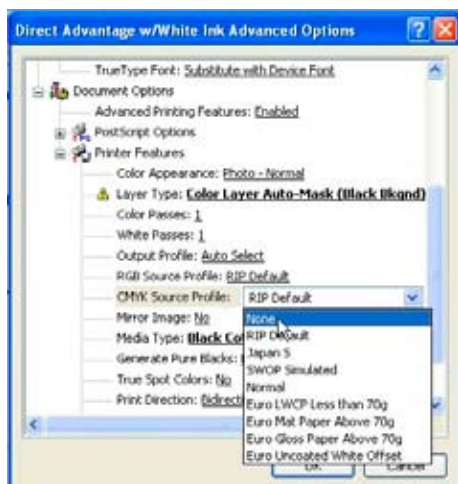 Direct Advantage w/White Ink Advanced Options
TrueType Font: Substitute with Device Font
Document Options
Advanced Printing Features: Enabled
PostScript Options
Printer Features
Color Appearance: Photo - Normal
Layer Type: Color Layer Auto-Mask (Black Bkgnd)
Color Passes: 1
White Passes: 1
Output Profile: Auto Select
RGB Source Profile: RIP Default
CMYK Source Profile: RIP Default
Mirror Image: No
None
RIP Default
Media Type: Black Co
Japan S
Generate Pure Blacks:
SWOP Simulated
True Spot Colors: No
Normal
Print Direction: Bidirecti
Euro LWCP Less than 70g
Euro Mat Paper Above 70g
Euro Gloss Paper Above 70g
Euro Uncoated White Offset
OK Cancel